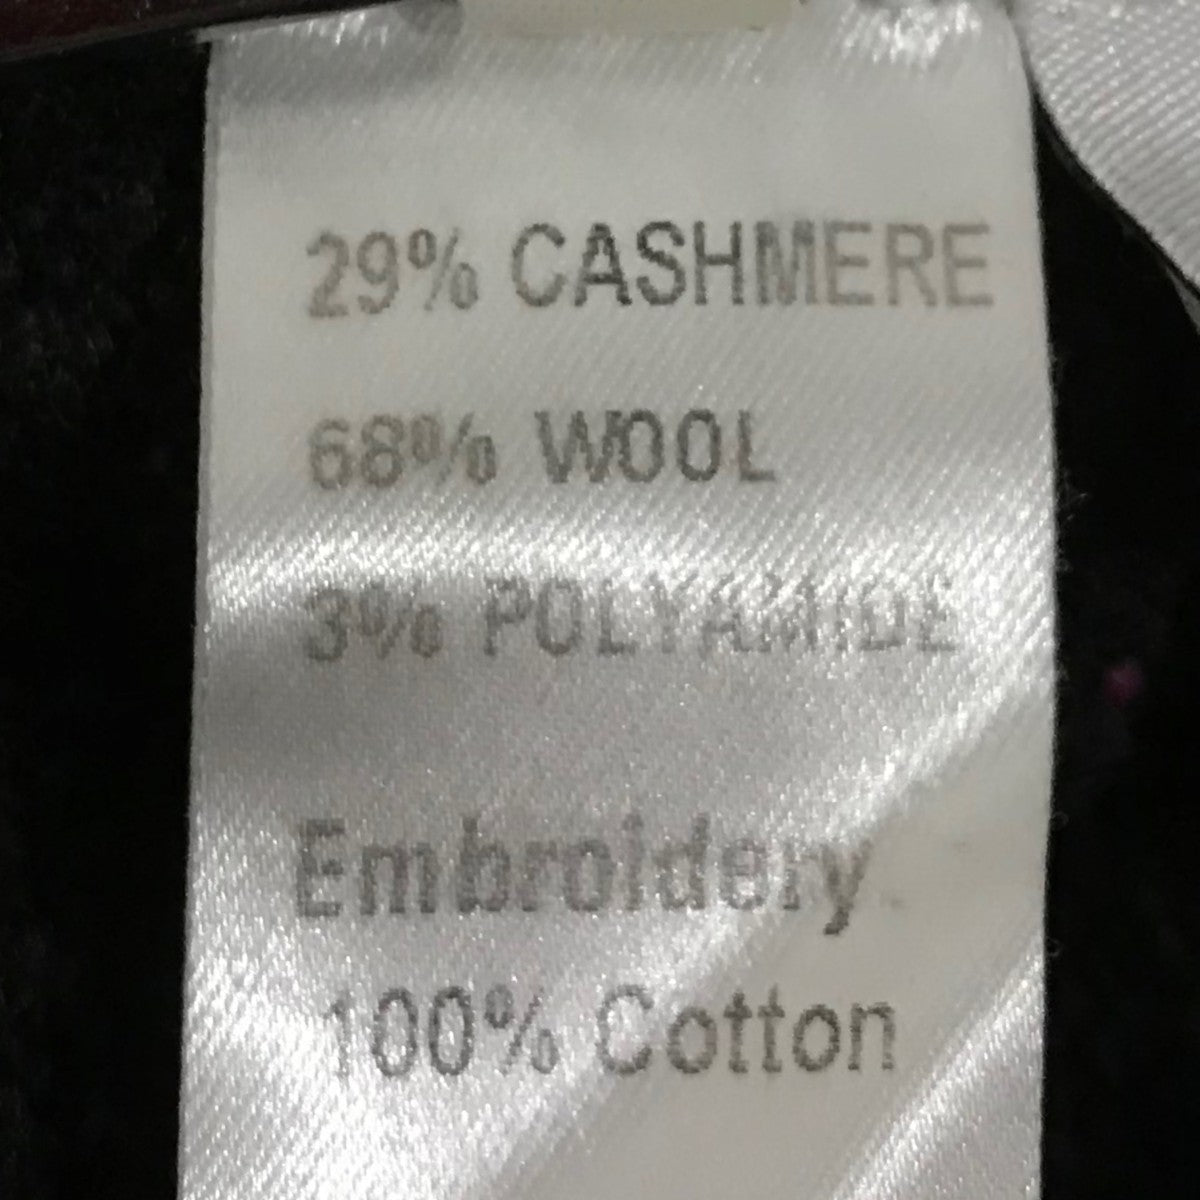 29% CASHMERE
68% WOOL
3% POLYAMIDE
Embroidery
100% Cotton